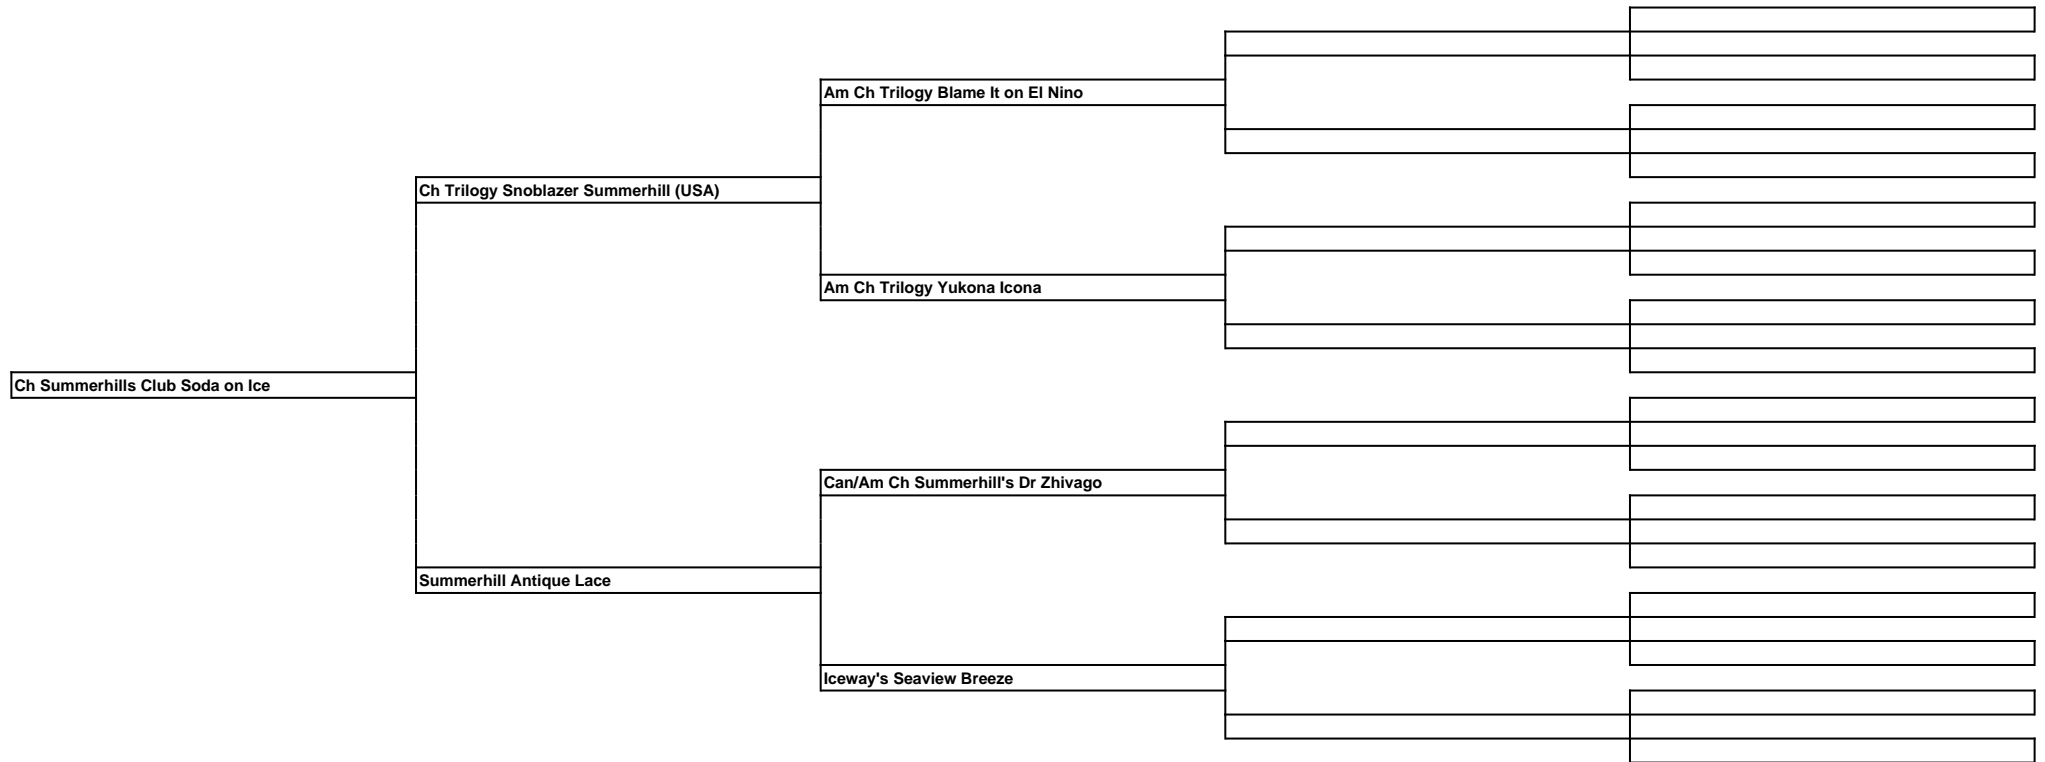 Am Ch Trilogy Blame It on El Nino
Ch Trilogy Snoblazer Summerhill (USA)
Am Ch Trilogy Yukona Icona
Ch Summerhills Club Soda on Ice
Can/Am Ch Summerhill's Dr Zhivago
Summerhill Antique Lace
Iceway's Seaview Breeze